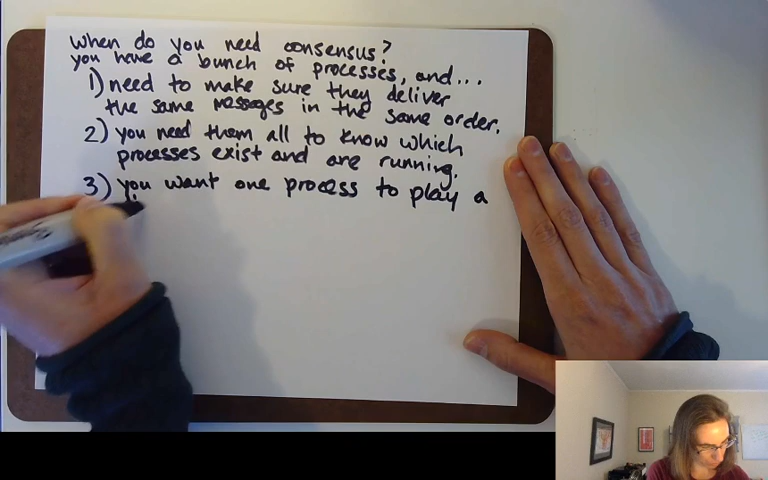 when do you need consensus?
you have a bunch of processes, and...
1) need to make sure they deliver
the same messages in the same order.
2) you need them all to know which
processes exist and are running.
3) you want one process to play a